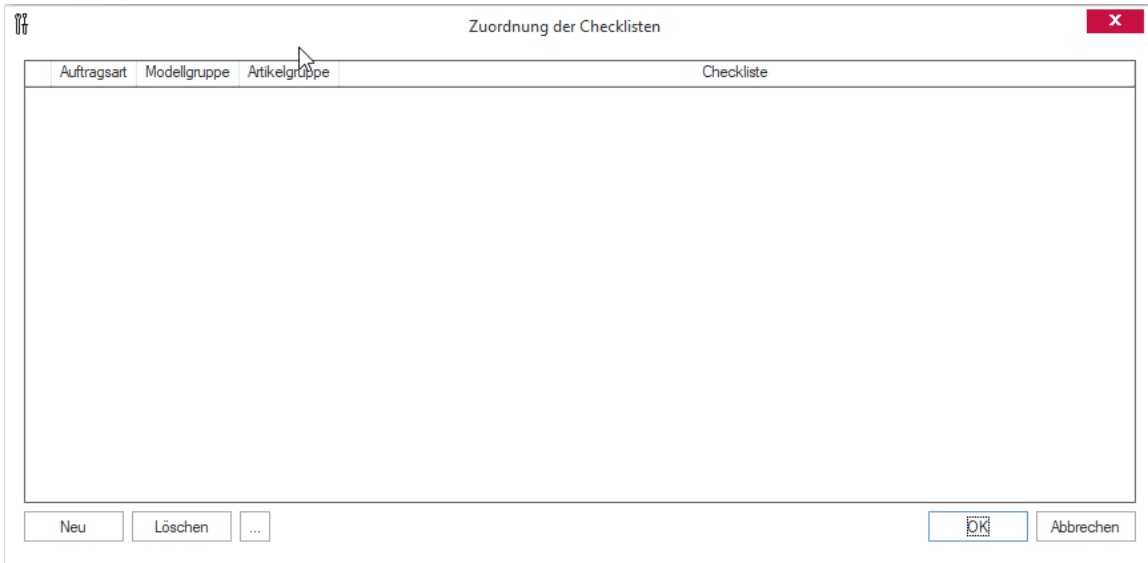 Zuordnung der Checklisten
x
Auftragsart Modellgruppe Artikelgruppe Checkliste
Neu Löschen ... OK Abbrechen